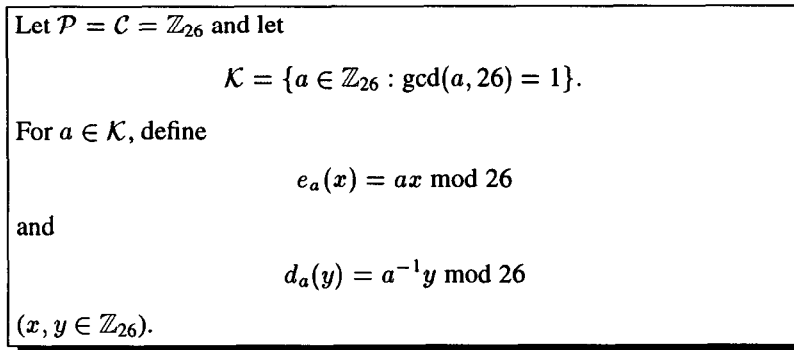 Let 𝒫 = 𝒞 = ℤ₂₆ and let
𝒦 = {a ∈ ℤ₂₆ : gcd(a, 26) = 1}.
For a ∈ 𝒦, define
eₐ(x) = ax mod 26
and
dₐ(y) = a⁻¹y mod 26
(x, y ∈ ℤ₂₆).